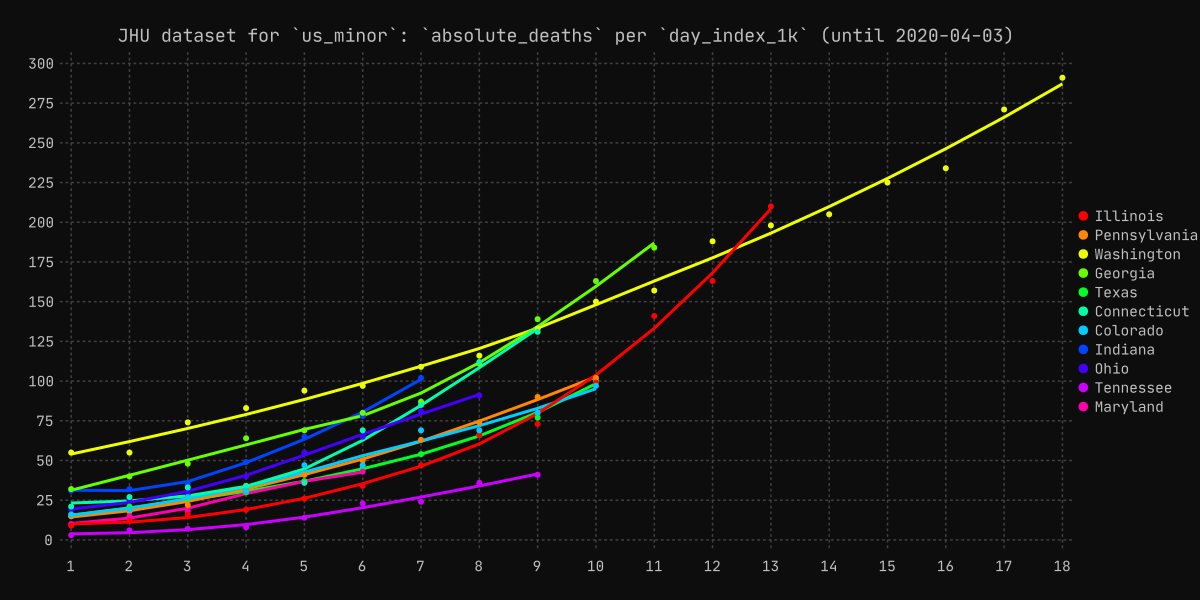 JHU dataset for `us_minor`: `absolute_deaths` per `day_index_1k` (until 2020-04-03)
300
275
250
225
200
175
150
125
100
75
50
25
0
1 2 3 4 5 6 7 8 9 10 11 12 13 14 15 16 17 18
Illinois
Pennsylvania
Washington
Georgia
Texas
Connecticut
Colorado
Indiana
Ohio
Tennessee
Maryland